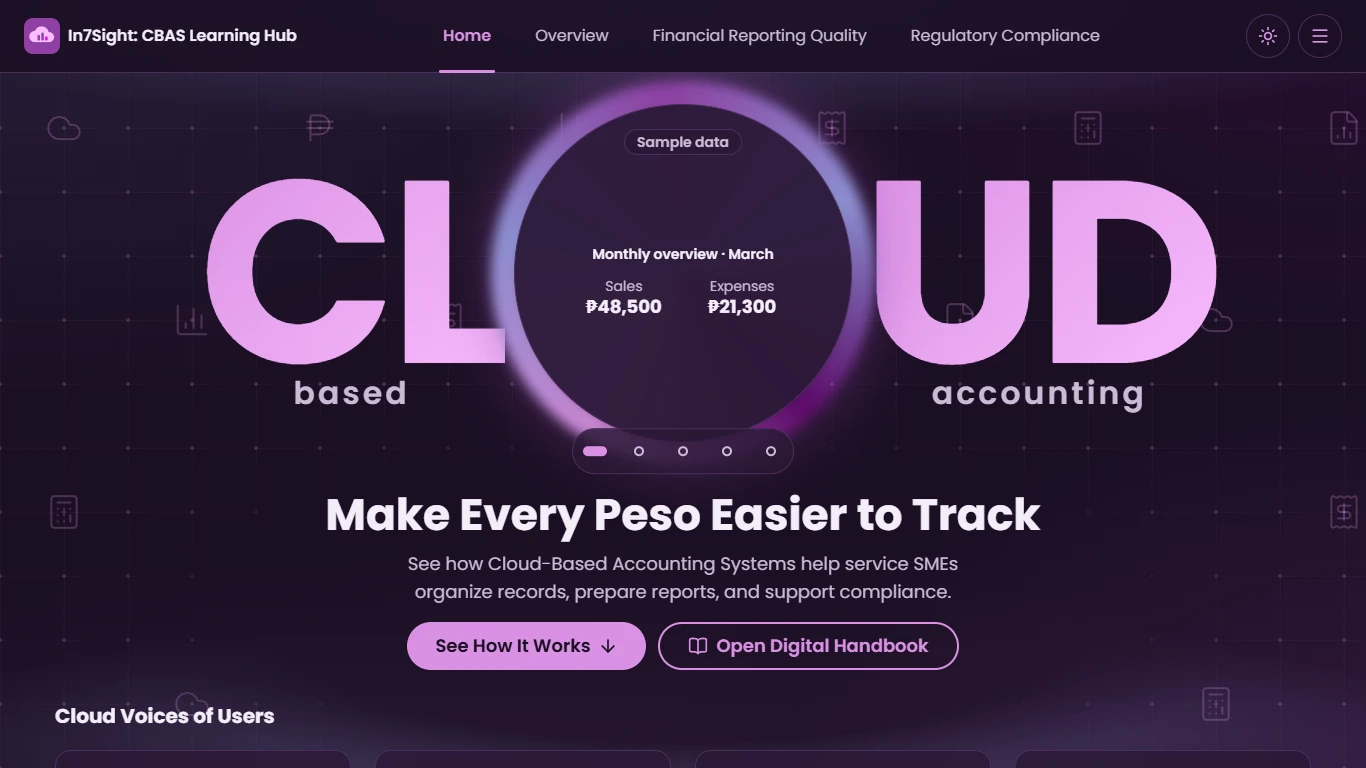 In7Sight: CBAS Learning Hub
Home
Overview
Financial Reporting Quality
Regulatory Compliance
Sample data
CL UD
Monthly overview · March
Sales
Expenses
₱48,500
₱21,300
based
accounting
Make Every Peso Easier to Track
See how Cloud-Based Accounting Systems help service SMEs
organize records, prepare reports, and support compliance.
See How It Works ↓
Open Digital Handbook
Cloud Voices of Users